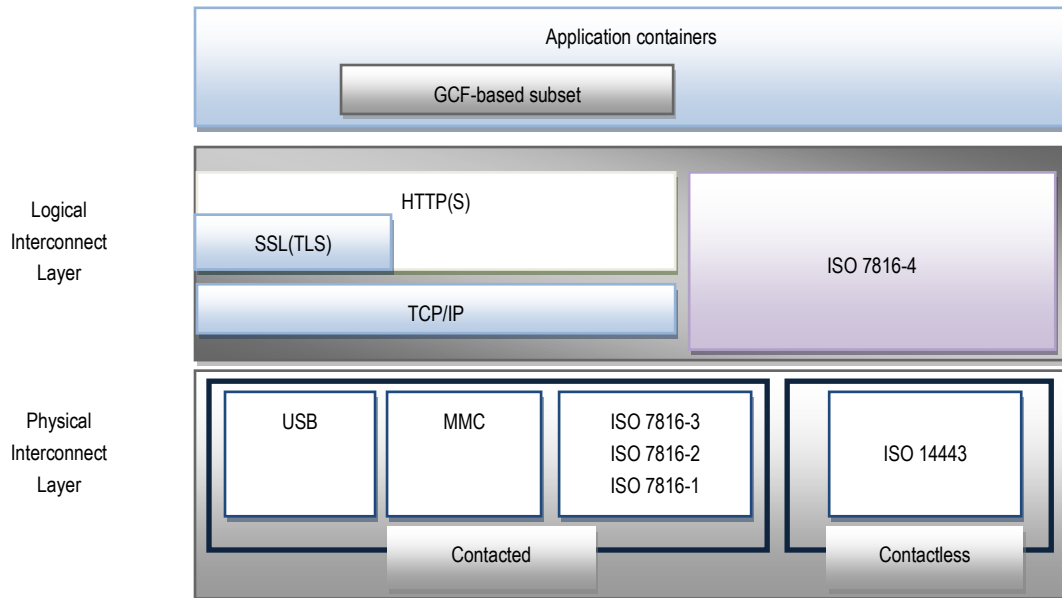 Application containers
GCF-based subset
Logical
Interconnect
Layer
HTTP(S)
SSL(TLS)
TCP/IP
ISO 7816-4
Physical
Interconnect
Layer
USB
MMC
ISO 7816-3
ISO 7816-2
ISO 7816-1
ISO 14443
Contacted
Contactless